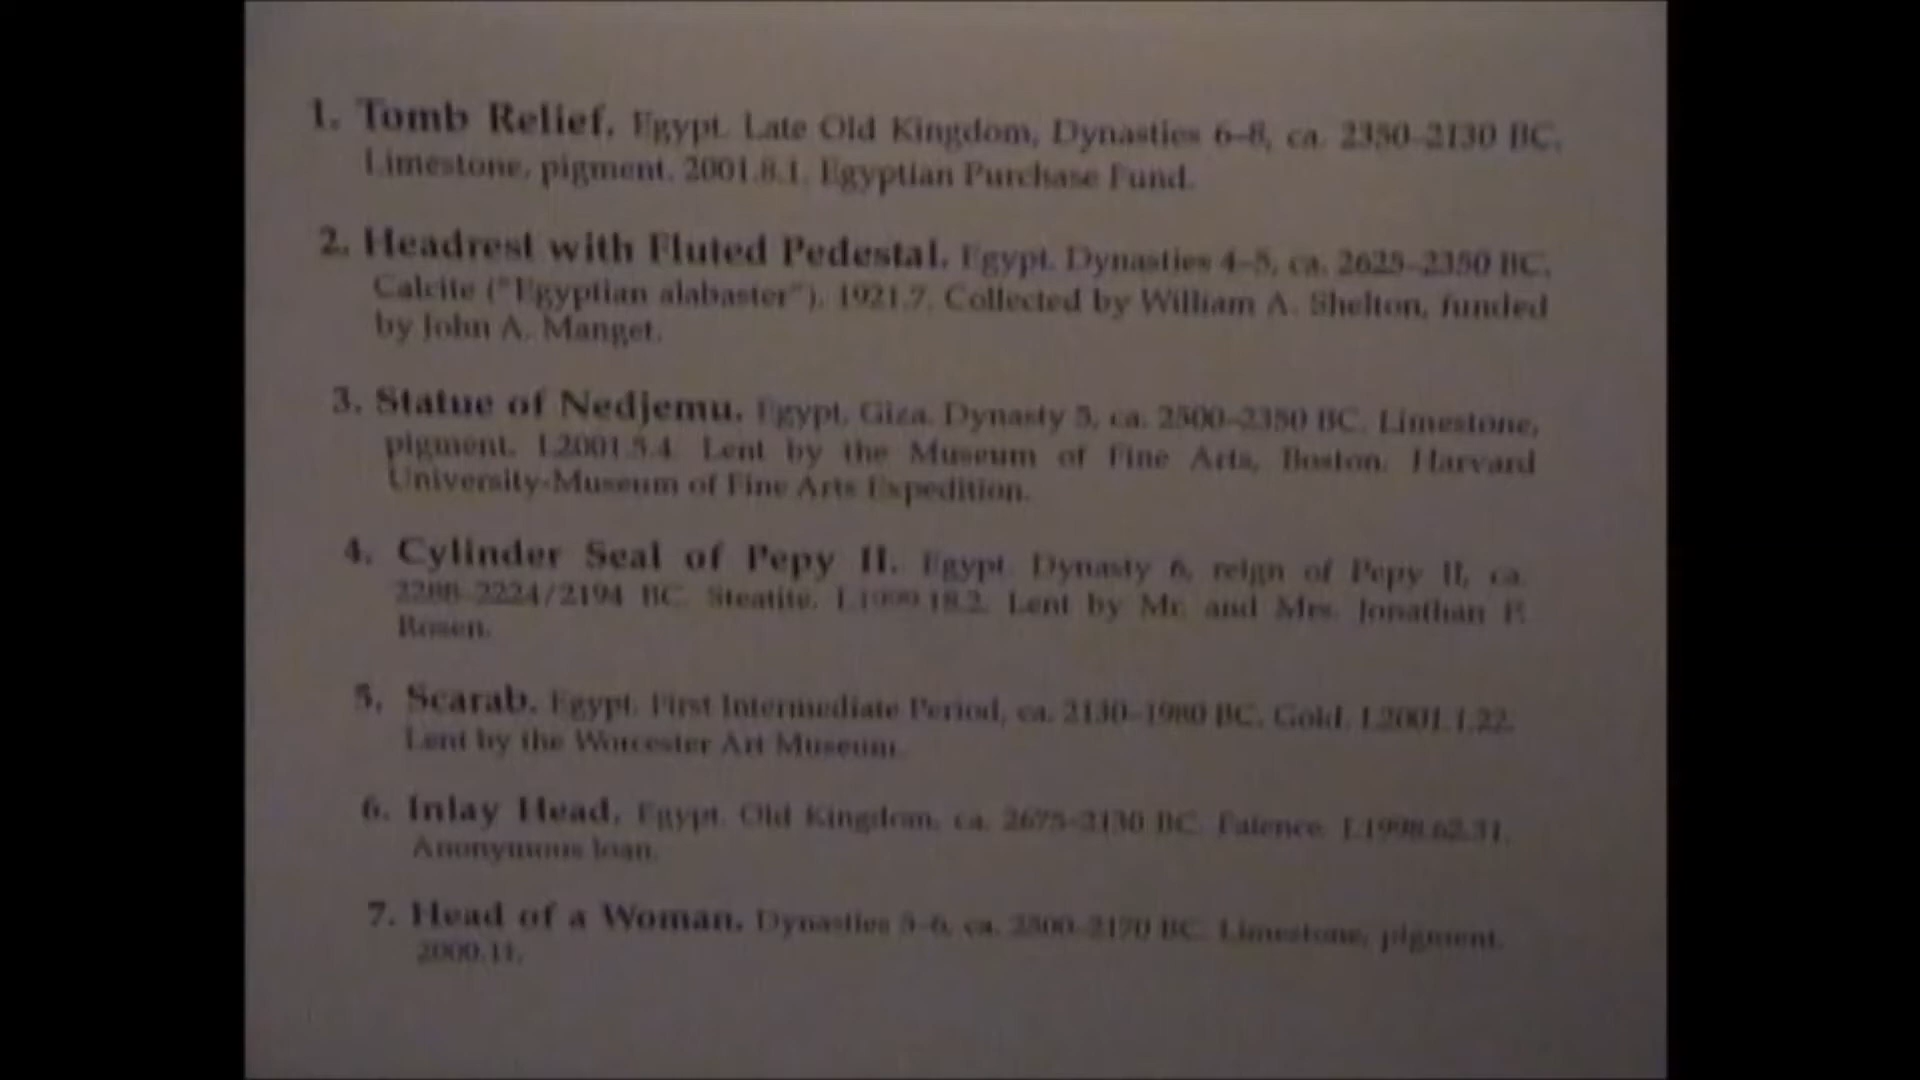 1. Tomb Relief. Egypt. Late Old Kingdom, Dynasties 6–8, ca. 2350–2130 BC.
Limestone, pigment. 2001.8.1. Egyptian Purchase Fund.
2. Headrest with Fluted Pedestal. Egypt. Dynasties 4–5, ca. 2625–2350 BC.
Calcite ("Egyptian alabaster"). 1921.7. Collected by William A. Shelton, funded
by John A. Manget.
3. Statue of Nedjemu. Egypt, Giza. Dynasty 5, ca. 2500–2350 BC. Limestone,
pigment. L2001.5.4. Lent by the Museum of Fine Arts, Boston. Harvard
University-Museum of Fine Arts Expedition.
4. Cylinder Seal of Pepy II. Egypt. Dynasty 6, reign of Pepy II, ca.
2288–2224/2194 BC. Steatite. L1999.18.2. Lent by Mr. and Mrs. Jonathan P.
Rosen.
5. Scarab. Egypt. First Intermediate Period, ca. 2130–1980 BC. Gold. L2001.1.22.
Lent by the Worcester Art Museum.
6. Inlay Head. Egypt. Old Kingdom, ca. 2675–2130 BC. Faience. L1998.62.31.
Anonymous loan.
7. Head of a Woman. Dynasties 5–6, ca. 2500–2170 BC. Limestone, pigment.
2000.11.